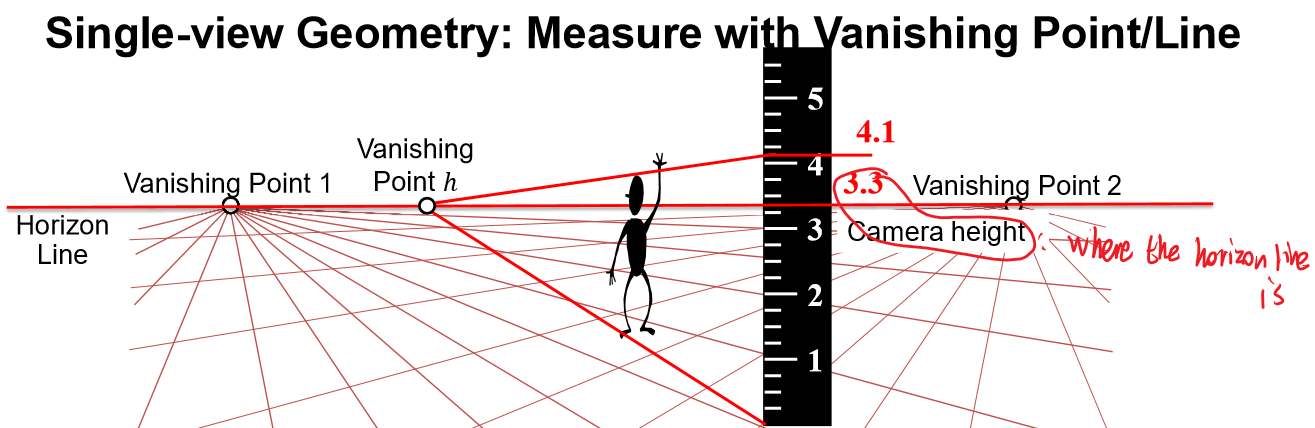 Single-view Geometry: Measure with Vanishing Point/Line
5
4.1
Vanishing
Point h
4
Vanishing Point 1
3.3
Vanishing Point 2
Horizon
Line
3
Camera height
: where the horizon line
is
2
1